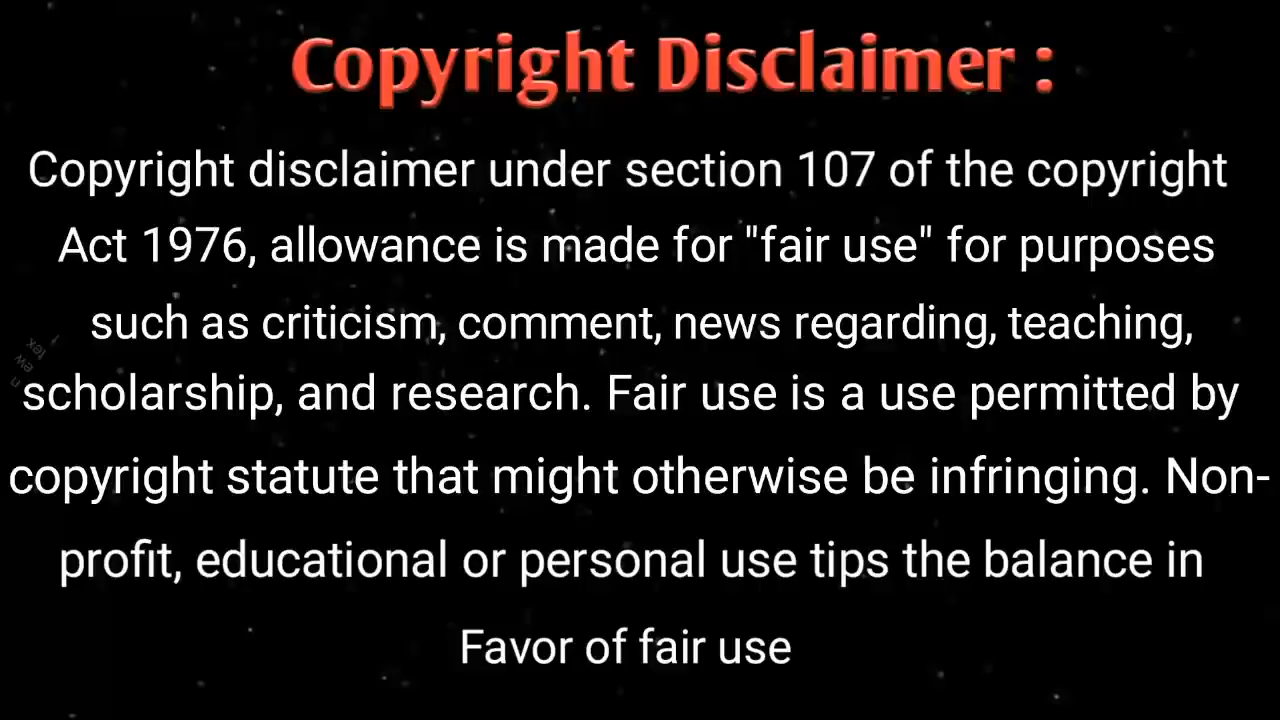 Copyright Disclaimer :
Copyright disclaimer under section 107 of the copyright
Act 1976, allowance is made for "fair use" for purposes
such as criticism, comment, news regarding, teaching,
scholarship, and research. Fair use is a use permitted by
copyright statute that might otherwise be infringing. Non-
profit, educational or personal use tips the balance in
Favor of fair use